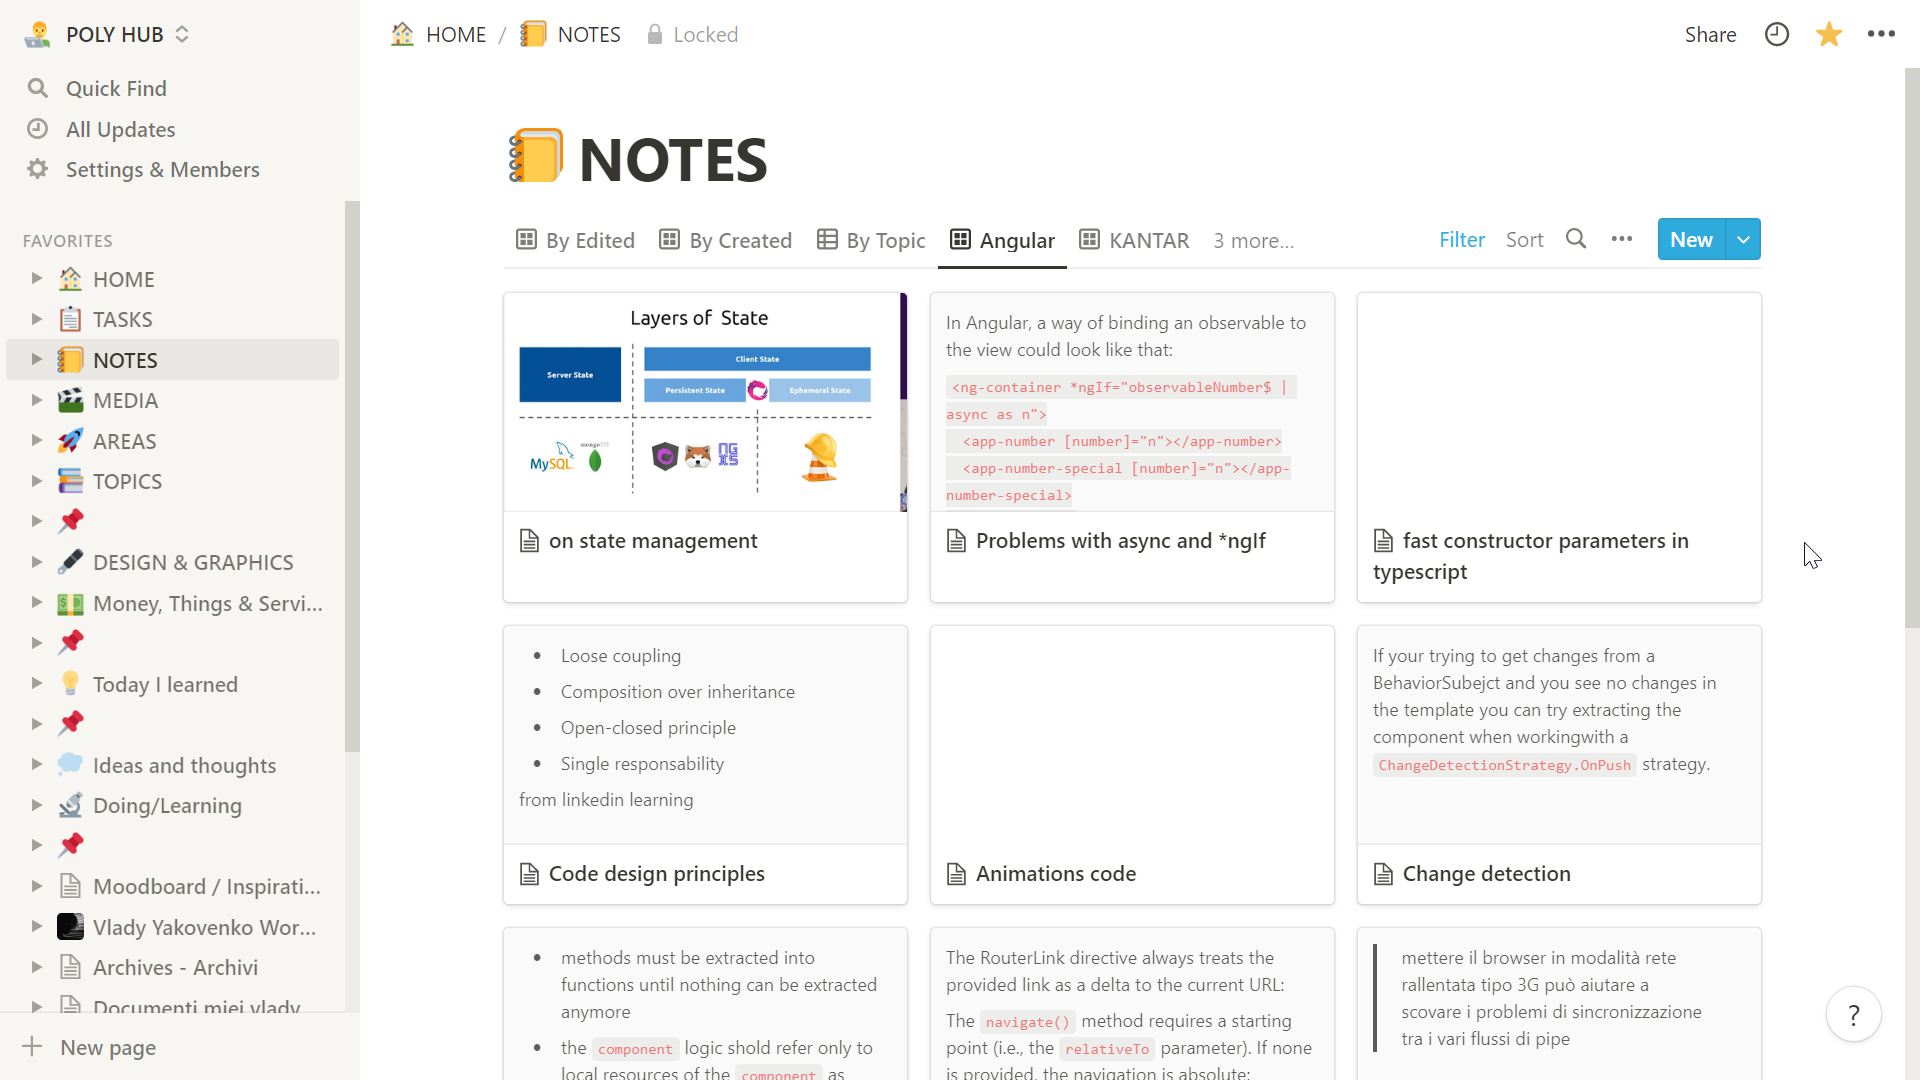 POLY HUB
Quick Find
All Updates
Settings & Members
FAVORITES
HOME
TASKS
NOTES
MEDIA
AREAS
TOPICS
DESIGN & GRAPHICS
Money, Things & Servi...
Today I learned
Ideas and thoughts
Doing/Learning
Moodboard / Inspirati...
Vlady Yakovenko Wor...
Archives - Archivi
Documenti miei vlady
New page
HOME / NOTES Locked
Share
NOTES
By Edited By Created By Topic Angular KANTAR 3 more...
Filter Sort New
Layers of State
Server State
Client State
Persistent State
Ephemeral State
MySQL
mongoDB
NGXS
on state management
In Angular, a way of binding an observable to
the view could look like that:
<ng-container *ngIf="observableNumber$ |
async as n">
<app-number [number]="n"></app-number>
<app-number-special [number]="n"></app-
number-special>
Problems with async and *ngIf
fast constructor parameters in
typescript
• Loose coupling
• Composition over inheritance
• Open-closed principle
• Single responsability
from linkedin learning
Code design principles
Animations code
If your trying to get changes from a
BehaviorSubejct and you see no changes in
the template you can try extracting the
component when workingwith a
ChangeDetectionStrategy.OnPush strategy.
Change detection
• methods must be extracted into
functions until nothing can be extracted
anymore
• the component logic shold refer only to
local resources of the component as
The RouterLink directive always treats the
provided link as a delta to the current URL:
The navigate() method requires a starting
point (i.e., the relativeTo parameter). If none
is provided, the navigation is absolute:
mettere il browser in modalità rete
rallentata tipo 3G può aiutare a
scovare i problemi di sincronizzazione
tra i vari flussi di pipe
?